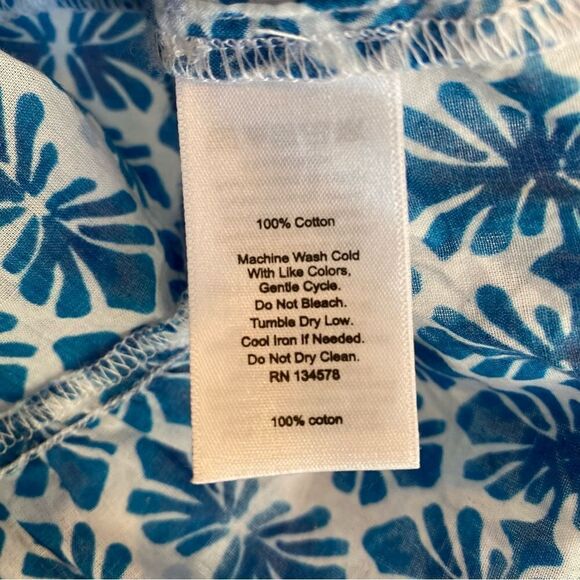 100% Cotton
Machine Wash Cold
With Like Colors,
Gentle Cycle.
Do Not Bleach.
Tumble Dry Low.
Cool Iron If Needed.
Do Not Dry Clean.
RN 134578
100% coton